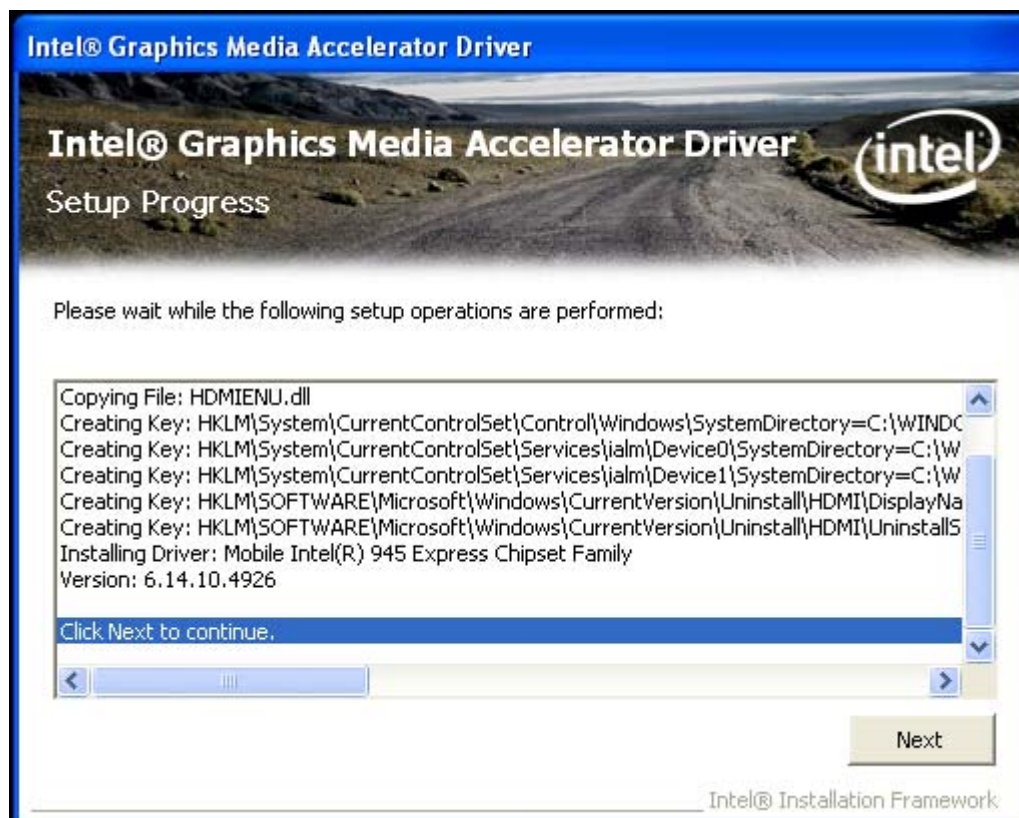 Intel® Graphics Media Accelerator Driver
Intel® Graphics Media Accelerator Driver
intel
Setup Progress
Please wait while the following setup operations are performed:
Copying File: HDMIENU.dll
Creating Key: HKLM\System\CurrentControlSet\Control\Windows\SystemDirectory=C:\WINDO
Creating Key: HKLM\System\CurrentControlSet\Services\ialm\Device0\SystemDirectory=C:\W
Creating Key: HKLM\System\CurrentControlSet\Services\ialm\Device1\SystemDirectory=C:\W
Creating Key: HKLM\SOFTWARE\Microsoft\Windows\CurrentVersion\Uninstall\HDMI\DisplayNa
Creating Key: HKLM\SOFTWARE\Microsoft\Windows\CurrentVersion\Uninstall\HDMI\UninstallS
Installing Driver: Mobile Intel(R) 945 Express Chipset Family
Version: 6.14.10.4926
Click Next to continue.
Next
Intel® Installation Framework